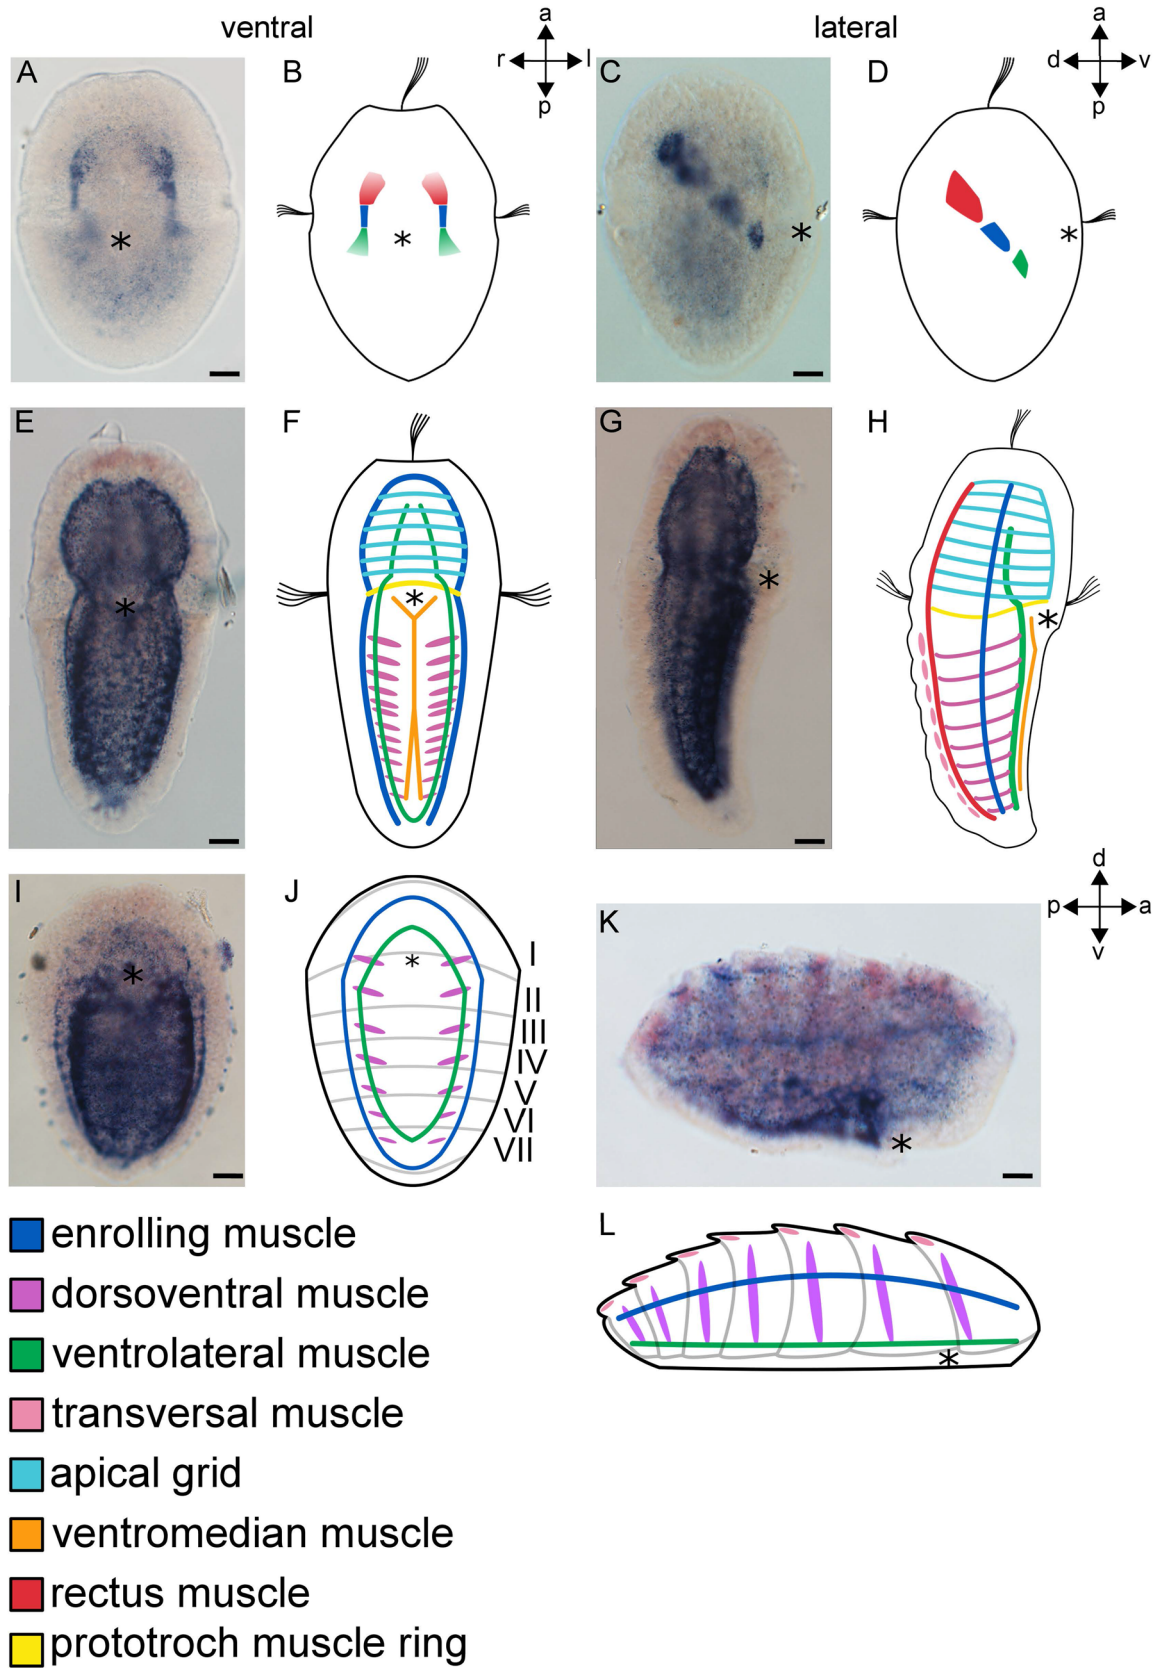 ventral
lateral
a
r l
p
a
d v
p
A
B
C
D
*
*
*
*
E
F
G
H
*
*
*
*
d
p a
v
I
J
K
*
*
I
II
III
IV
V
VI
VII
*
L
*
enrolling muscle
dorsoventral muscle
ventrolateral muscle
transversal muscle
apical grid
ventromedian muscle
rectus muscle
prototroch muscle ring